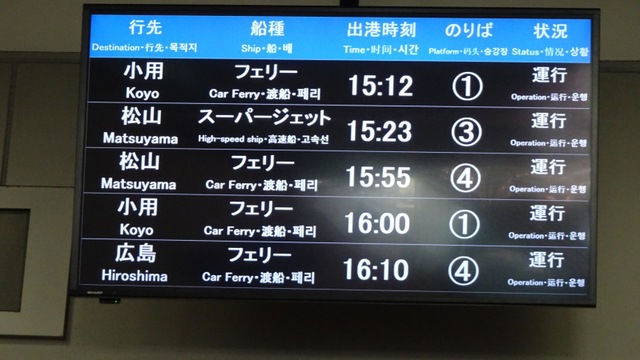 行先 船種 出港時刻 のりば 状況
Destination・行先・목적지 Ship・船・배 Time・时间・시간 Platform・码头・승강장 Status・情况・상황
小用 フェリー 15:12 ① 運行
Koyo Car Ferry・渡船・페리 Operation・运行・운행
松山 スーパージェット 15:23 ③ 運行
Matsuyama High-speed ship・高速船・고속선 Operation・运行・운행
松山 フェリー 15:55 ④ 運行
Matsuyama Car Ferry・渡船・페리 Operation・运行・운행
小用 フェリー 16:00 ① 運行
Koyo Car Ferry・渡船・페리 Operation・运行・운행
広島 フェリー 16:10 ④ 運行
Hiroshima Car Ferry・渡船・페리 Operation・运行・운행
SHARP